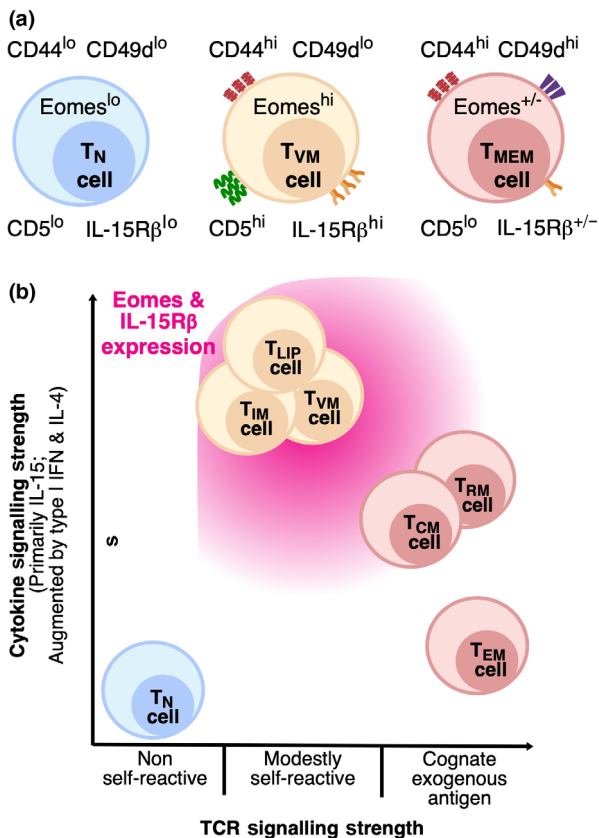 (a)
CD44lo CD49dlo
CD44hi CD49dlo
CD44hi CD49dhi
Eomeslo
TN
cell
Eomeshi
TVM
cell
Eomes+/-
TMEM
cell
CD5lo IL-15Rβlo
CD5hi IL-15Rβhi
CD5lo IL-15Rβ+/-
(b)
Eomes &
IL-15Rβ
expression
Cytokine signalling strength
(Primarily IL-15;
Augmented by type I IFN & IL-4)
s
TLIP
cell
TIM
cell
TVM
cell
TRM
cell
TCM
cell
TEM
cell
TN
cell
Non
self-reactive
Modestly
self-reactive
Cognate
exogenous
antigen
TCR signalling strength